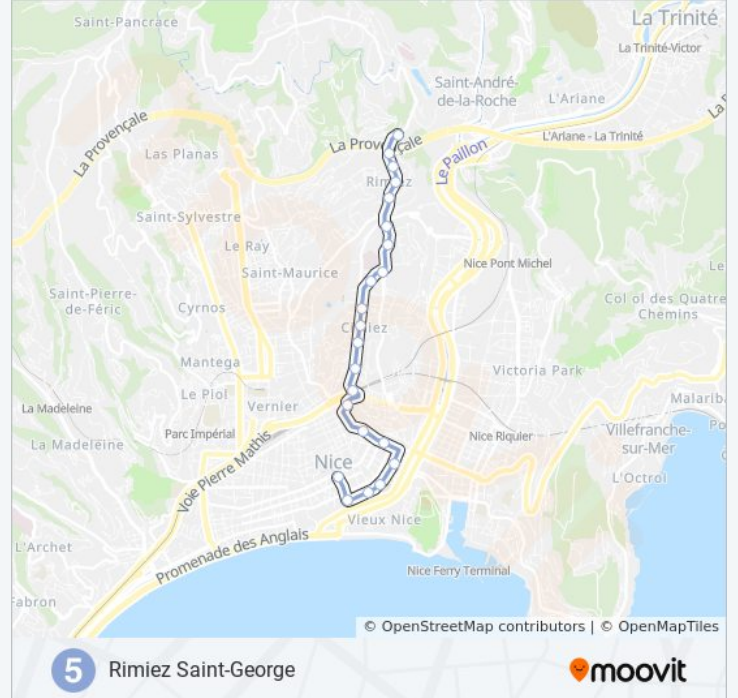 Saint-Pancrace
La Trinité
La Trinité-Victor
Saint-André-
de-la-Roche
L'Ariane
La Provençale
La Provençale
L'Ariane - La Trinité
Le Paillon
Las Planas
Rimiez
Saint-Sylvestre
Le Ray
Saint-Maurice
Nice Pont Michel
Saint-Pierre-
de-Féric
Cyrnos
Cimiez
Col ol des Quatre
Chemins
Mantega
Victoria Park
Le Piol
La Madeleine
Vernier
Parc Impérial
Nice Riquier
Villefranche-
sur-Mer
La Madeleine
Voie Pierre Mathis
Nice
L'Octroi
Vieux Nice
L'Archet
Promenade des Anglais
Nice Ferry Terminal
Fabron
© OpenStreetMap contributors | © OpenMapTiles
5 Rimiez Saint-George
moovit